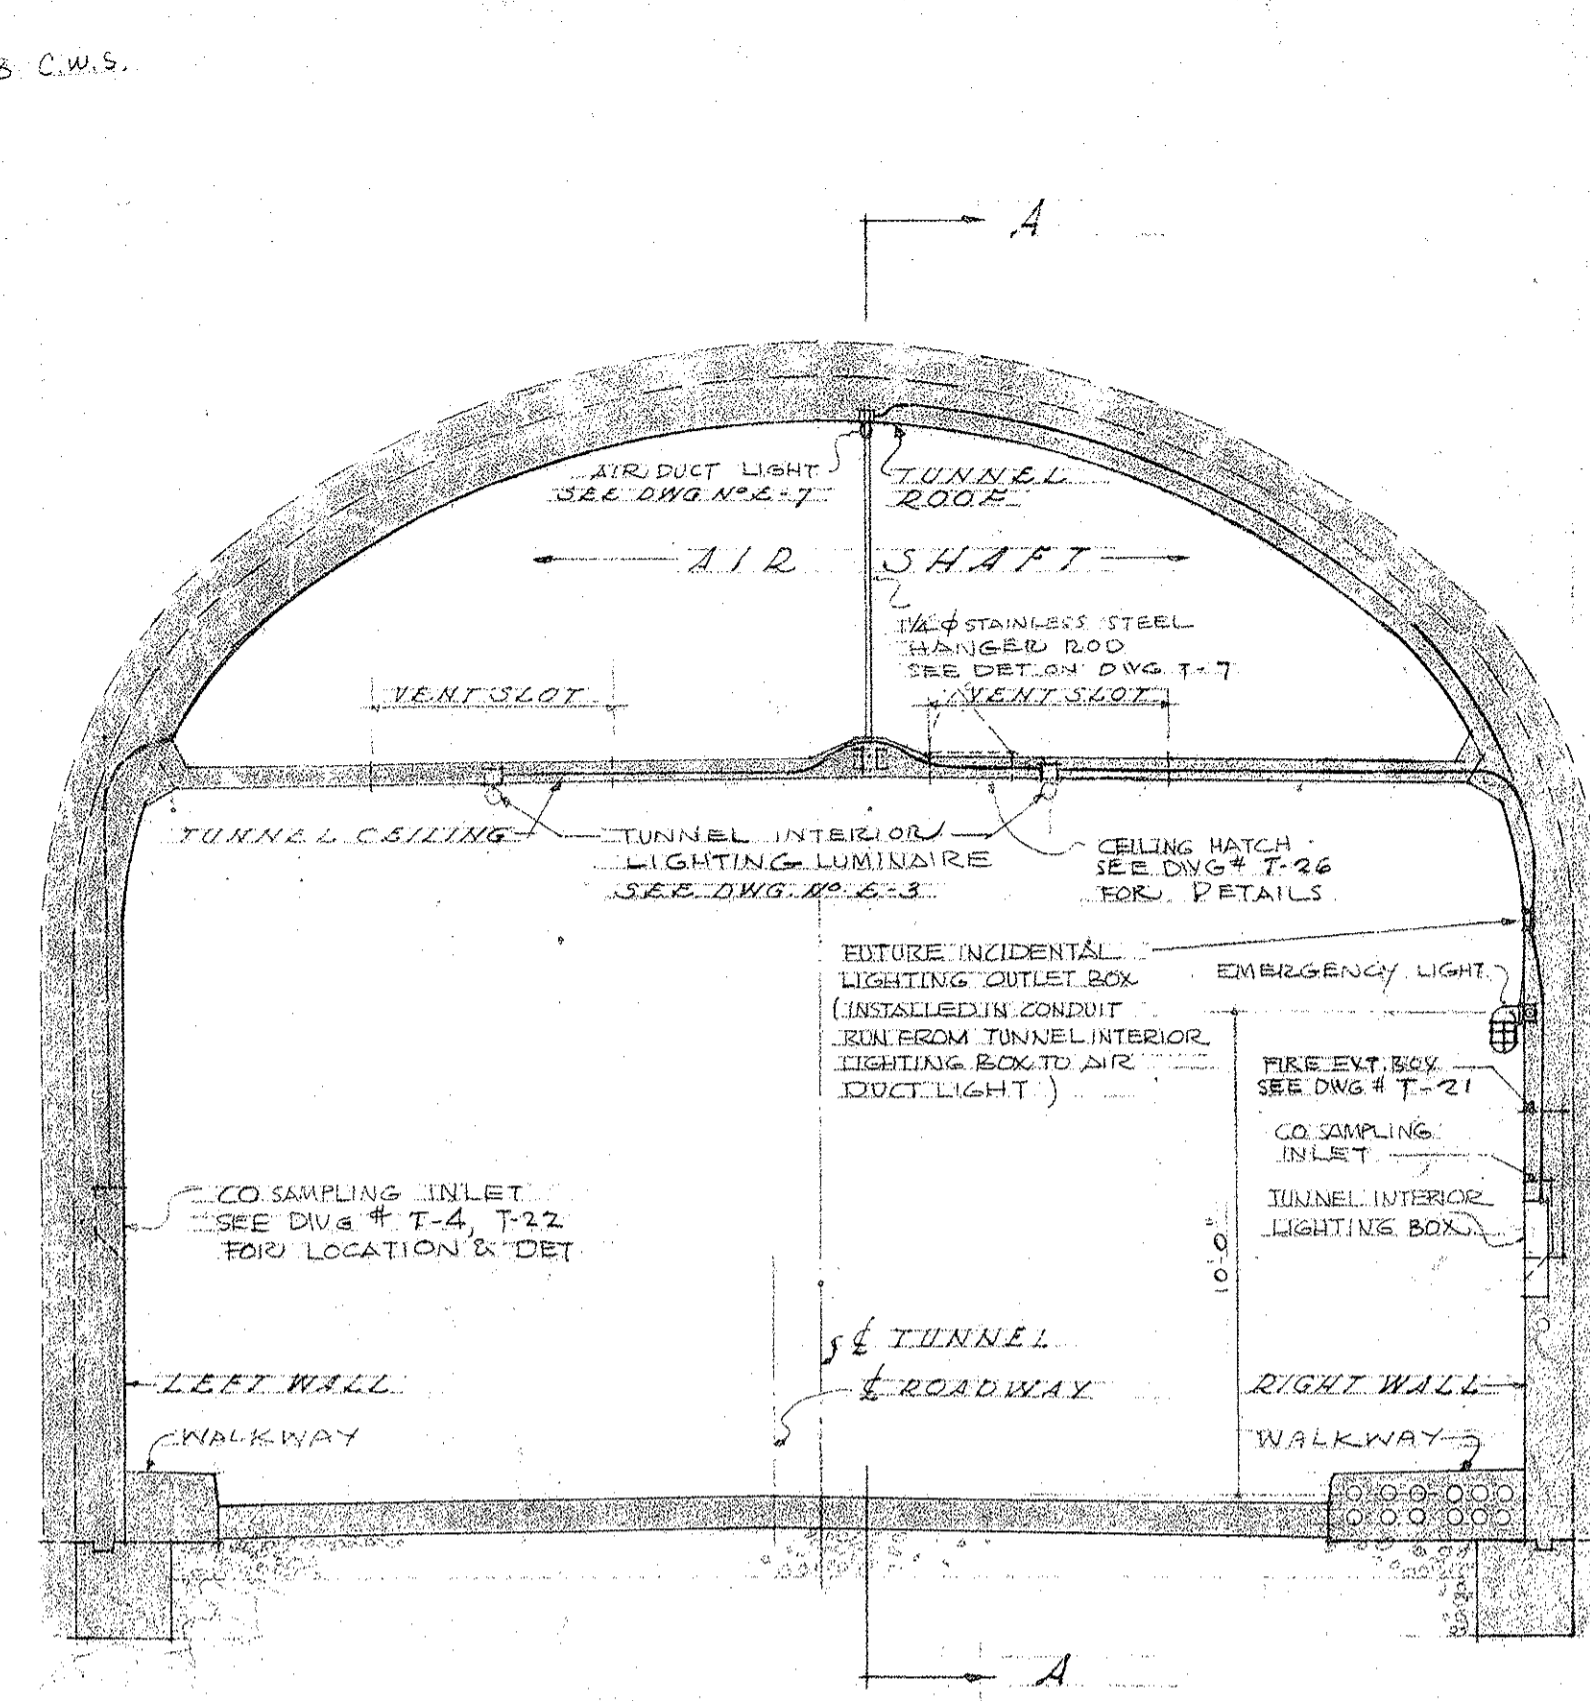 C.W.S.
A
AIR DUCT LIGHT
SEE DWG Nº E-7
TUNNEL
ROOF
AIR SHAFT
1¼ φ STAINLESS STEEL
HANGER ROD
SEE DET ON DWG T-7
VENT SLOT
VENT SLOT
TUNNEL CEILING
TUNNEL INTERIOR
LIGHTING LUMINAIRE
SEE DWG. Nº E-3
CEILING HATCH
SEE DWG # T-26
FOR DETAILS
FUTURE INCIDENTAL
LIGHTING OUTLET BOX
(INSTALLED IN CONDUIT
RUN FROM TUNNEL INTERIOR
LIGHTING BOX TO AIR
DUCT LIGHT)
EMERGENCY LIGHT
FIRE EXT. BOX
SEE DWG # T-21
CO SAMPLING
INLET
TUNNEL INTERIOR
LIGHTING BOX
CO SAMPLING INLET
SEE DWG # T-4, T-22
FOR LOCATION & DET
10'-0"
℄ TUNNEL
℄ ROADWAY
LEFT WALL
RIGHT WALL
WALKWAY
WALKWAY
A